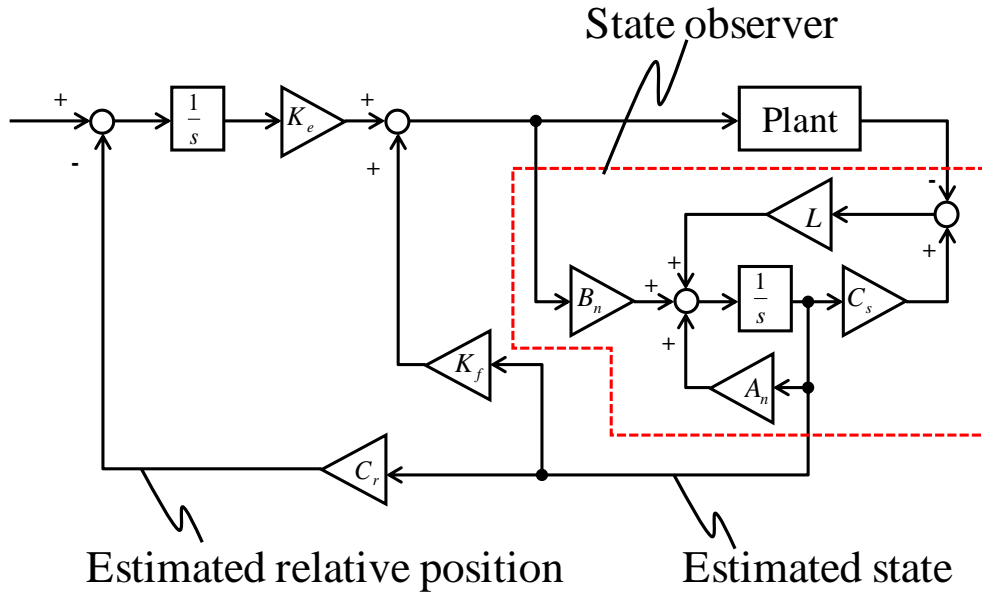 State observer
+
1
s
K_e
+
+
-
+
Plant
-
L
+
+
B_n
+
+
1
s
C_s
K_f
A_n
C_r
Estimated relative position
Estimated state